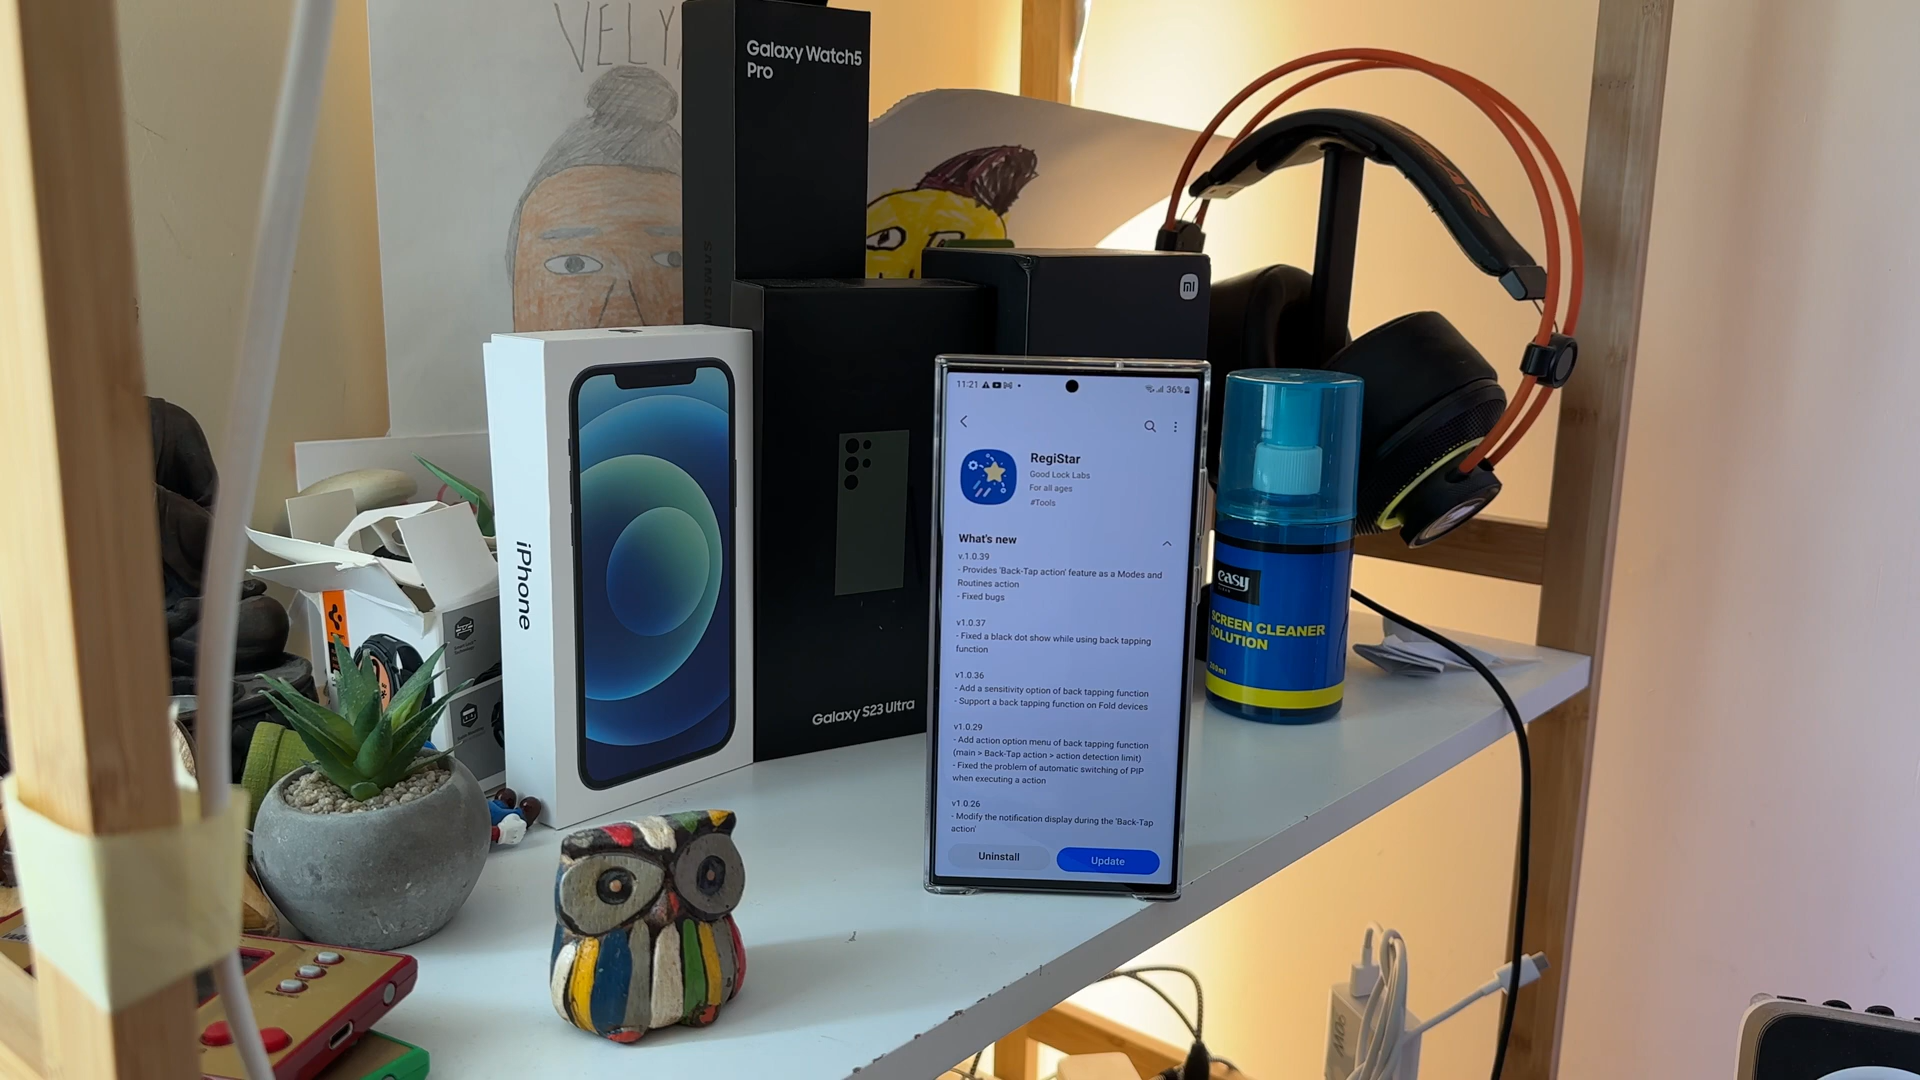 VELY
Galaxy Watch5
Pro
SAMSUNG
iPhone
Galaxy S23 Ultra
mi
11:21
36%
RegiStar
Good Lock Labs
For all ages
#Tools
What's new
v.1.0.39
- Provides 'Back-Tap action' feature as a Modes and
Routines action
- Fixed bugs
v1.0.37
- Fixed a black dot show while using back tapping
function
v1.0.36
- Add a sensitivity option of back tapping function
- Support a back tapping function on Fold devices
v1.0.29
- Add action option menu of back tapping function
(main > Back-Tap action > action detection limit)
- Fixed the problem of automatic switching of PIP
when executing a action
v1.0.26
- Modify the notification display during the 'Back-Tap
action'
Uninstall
Update
easy
SCREEN CLEANER
SOLUTION
90W